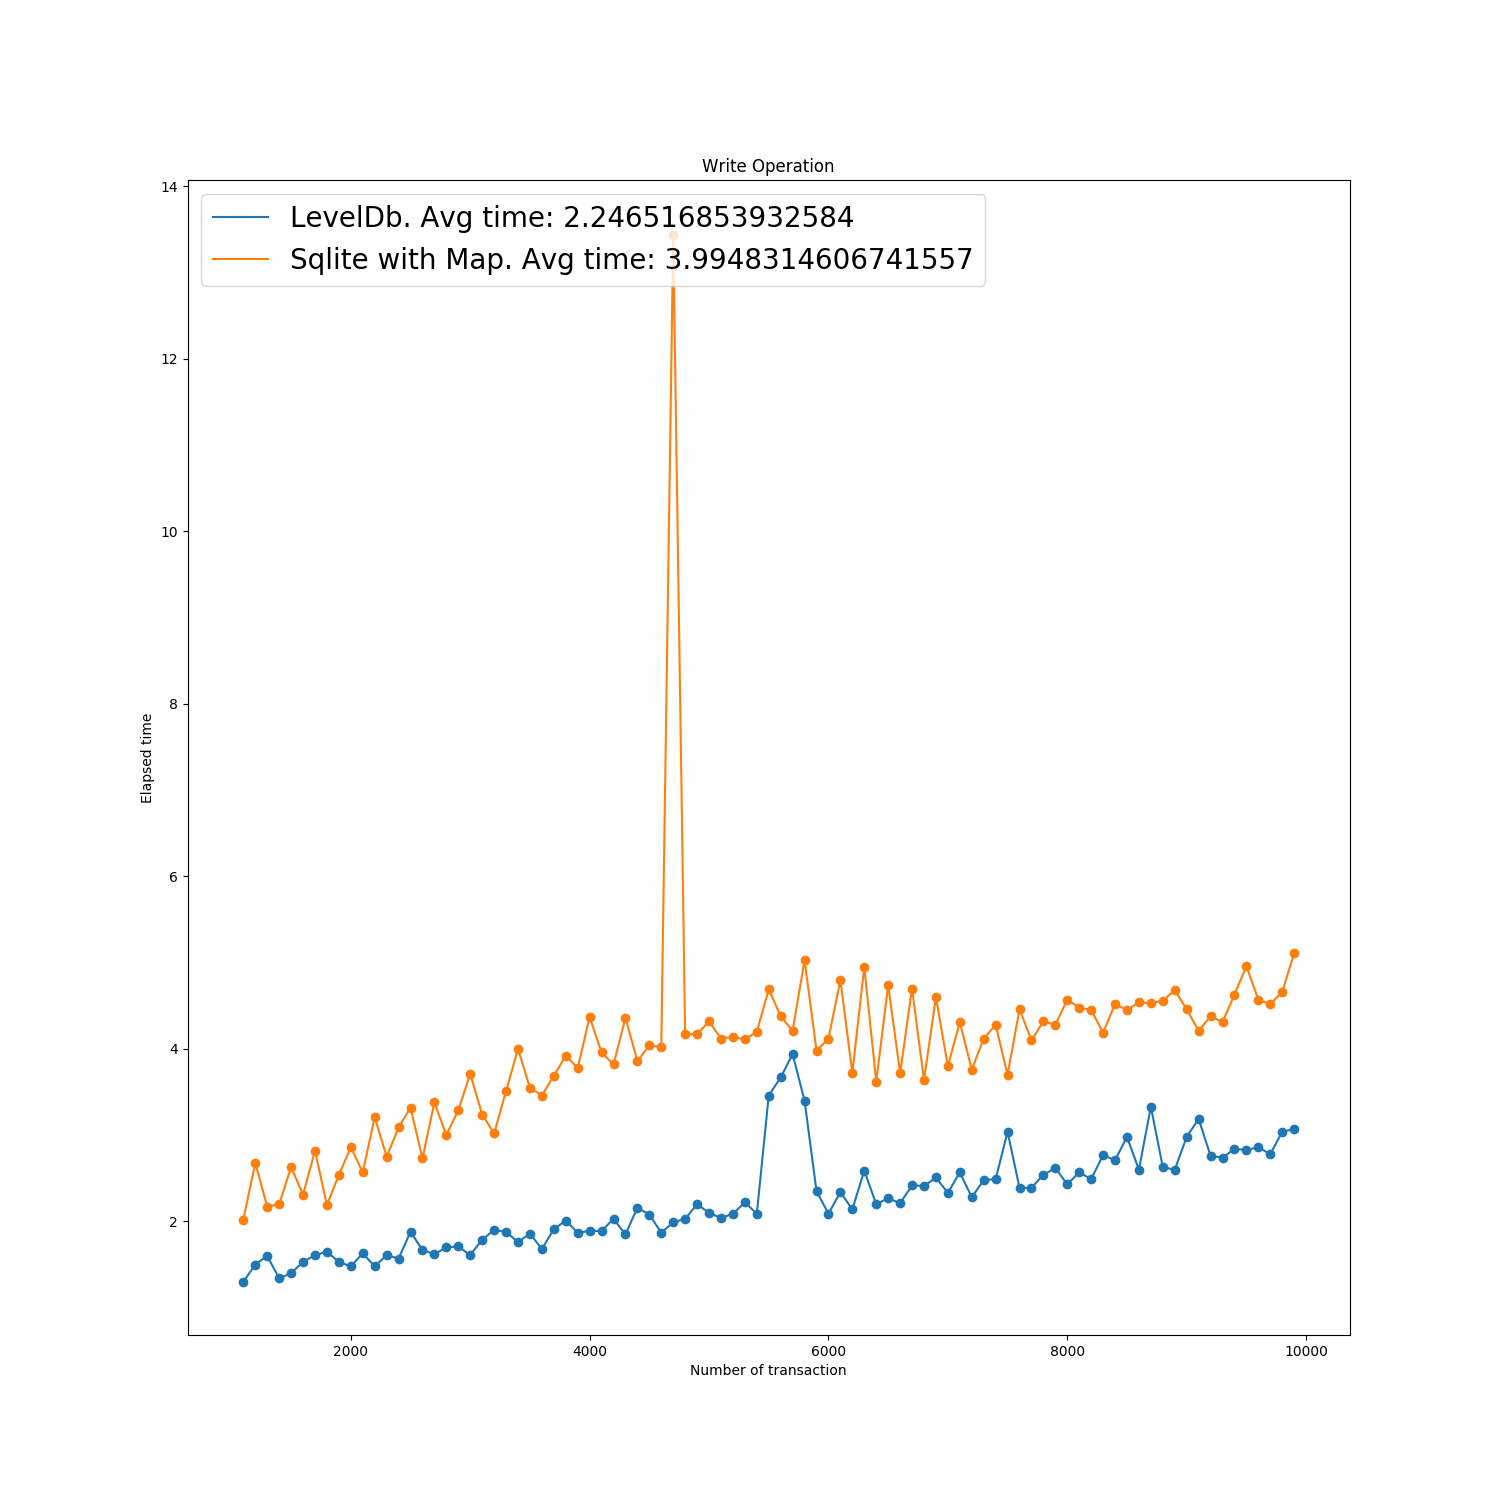 Write Operation
LevelDb. Avg time: 2.246516853932584
Sqlite with Map. Avg time: 3.9948314606741557
14
12
10
8
6
4
2
Elapsed time
2000
4000
6000
8000
10000
Number of transaction